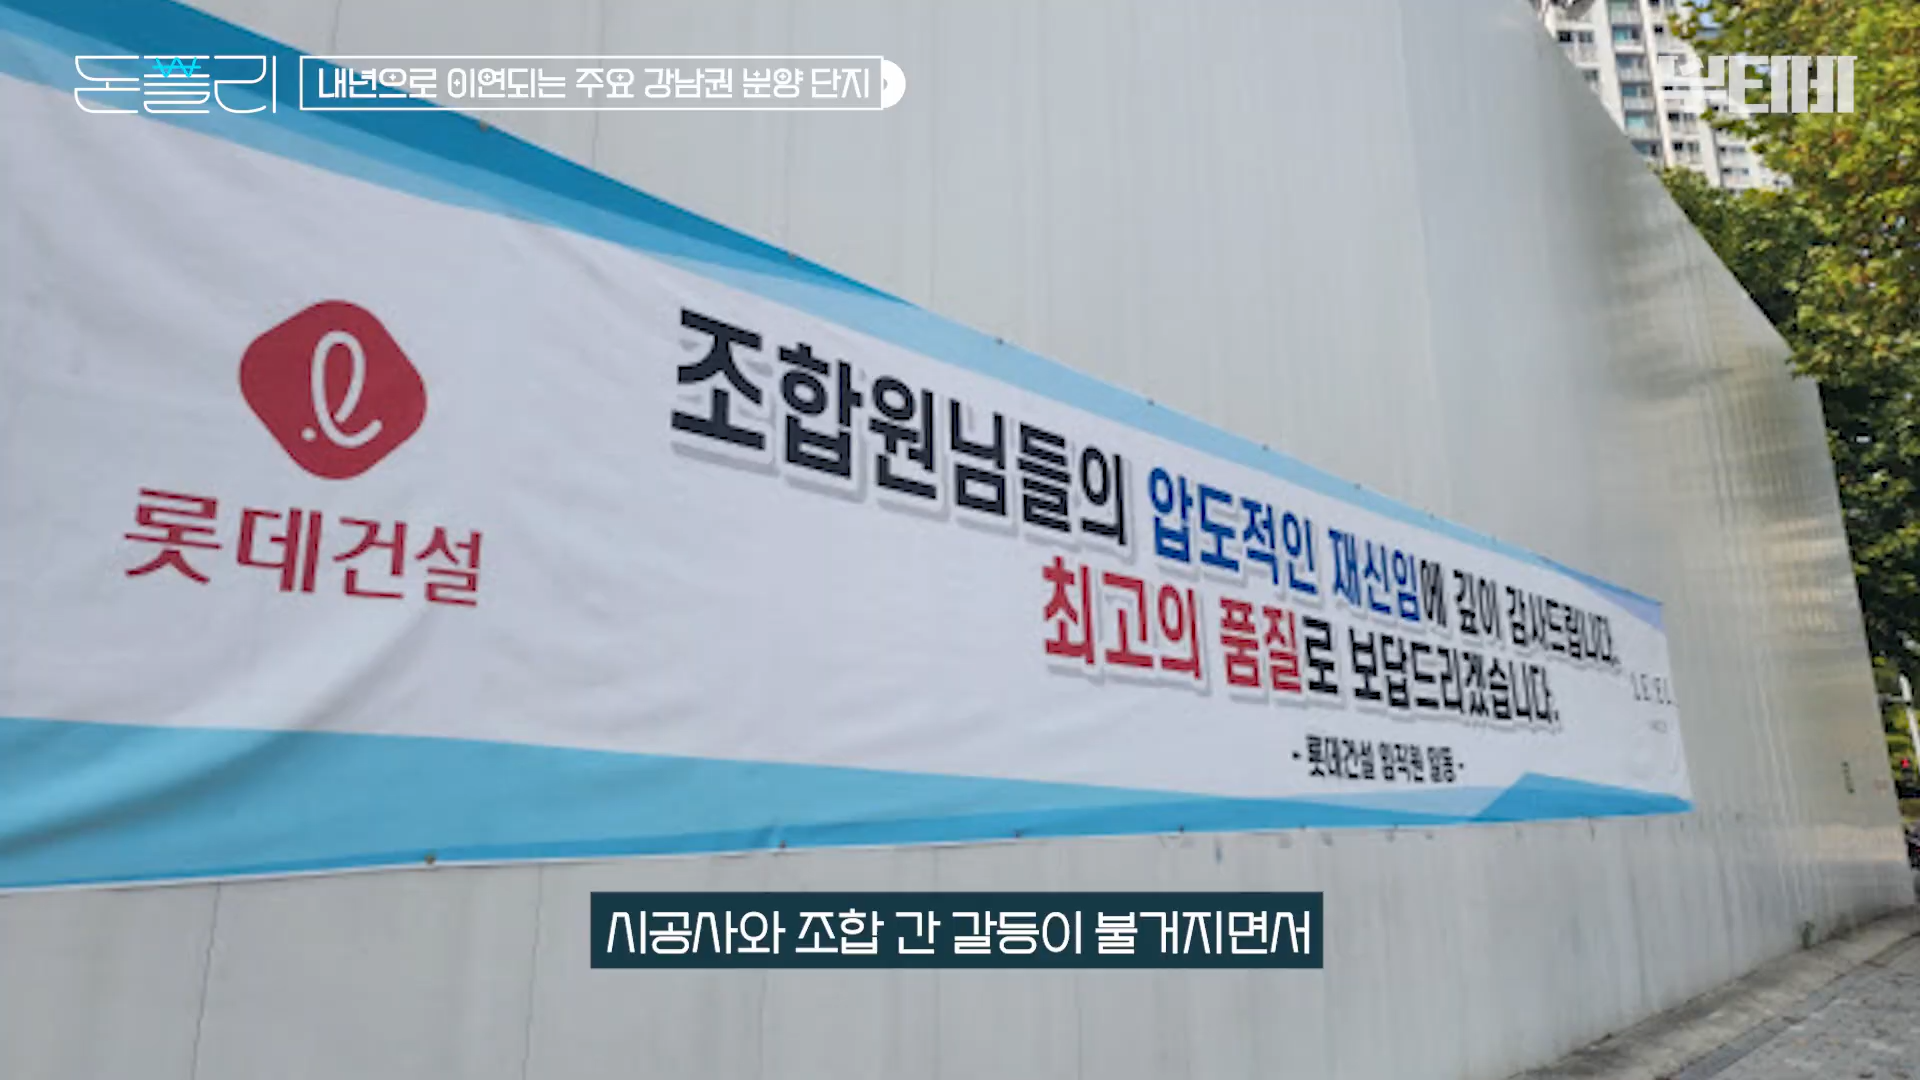 돈쭐리
내년으로 이연되는 주요 강남권 분양 단지
부티비
롯데건설
조합원님들의 압도적인 재신임에 깊이 감사드립니다.
최고의 품질로 보답드리겠습니다.
- 롯데건설 임직원 일동 -
시공사와 조합 간 갈등이 불거지면서